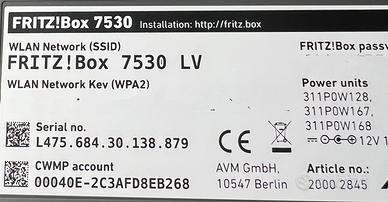 FRITZ!Box 7530 Installation: http://fritz.box
WLAN Network (SSID)
FRITZ!Box 7530 LV
WLAN Network Key (WPA2)
FRITZ!Box passw
Power units
311P0W128,
311P0W167,
311P0W168
12V 1
Serial no.
L475.684.30.138.879
CE
CWMP account
00040E-2C3AFD8EB268
AVM GmbH,
10547 Berlin
Article no.:
2000 2845